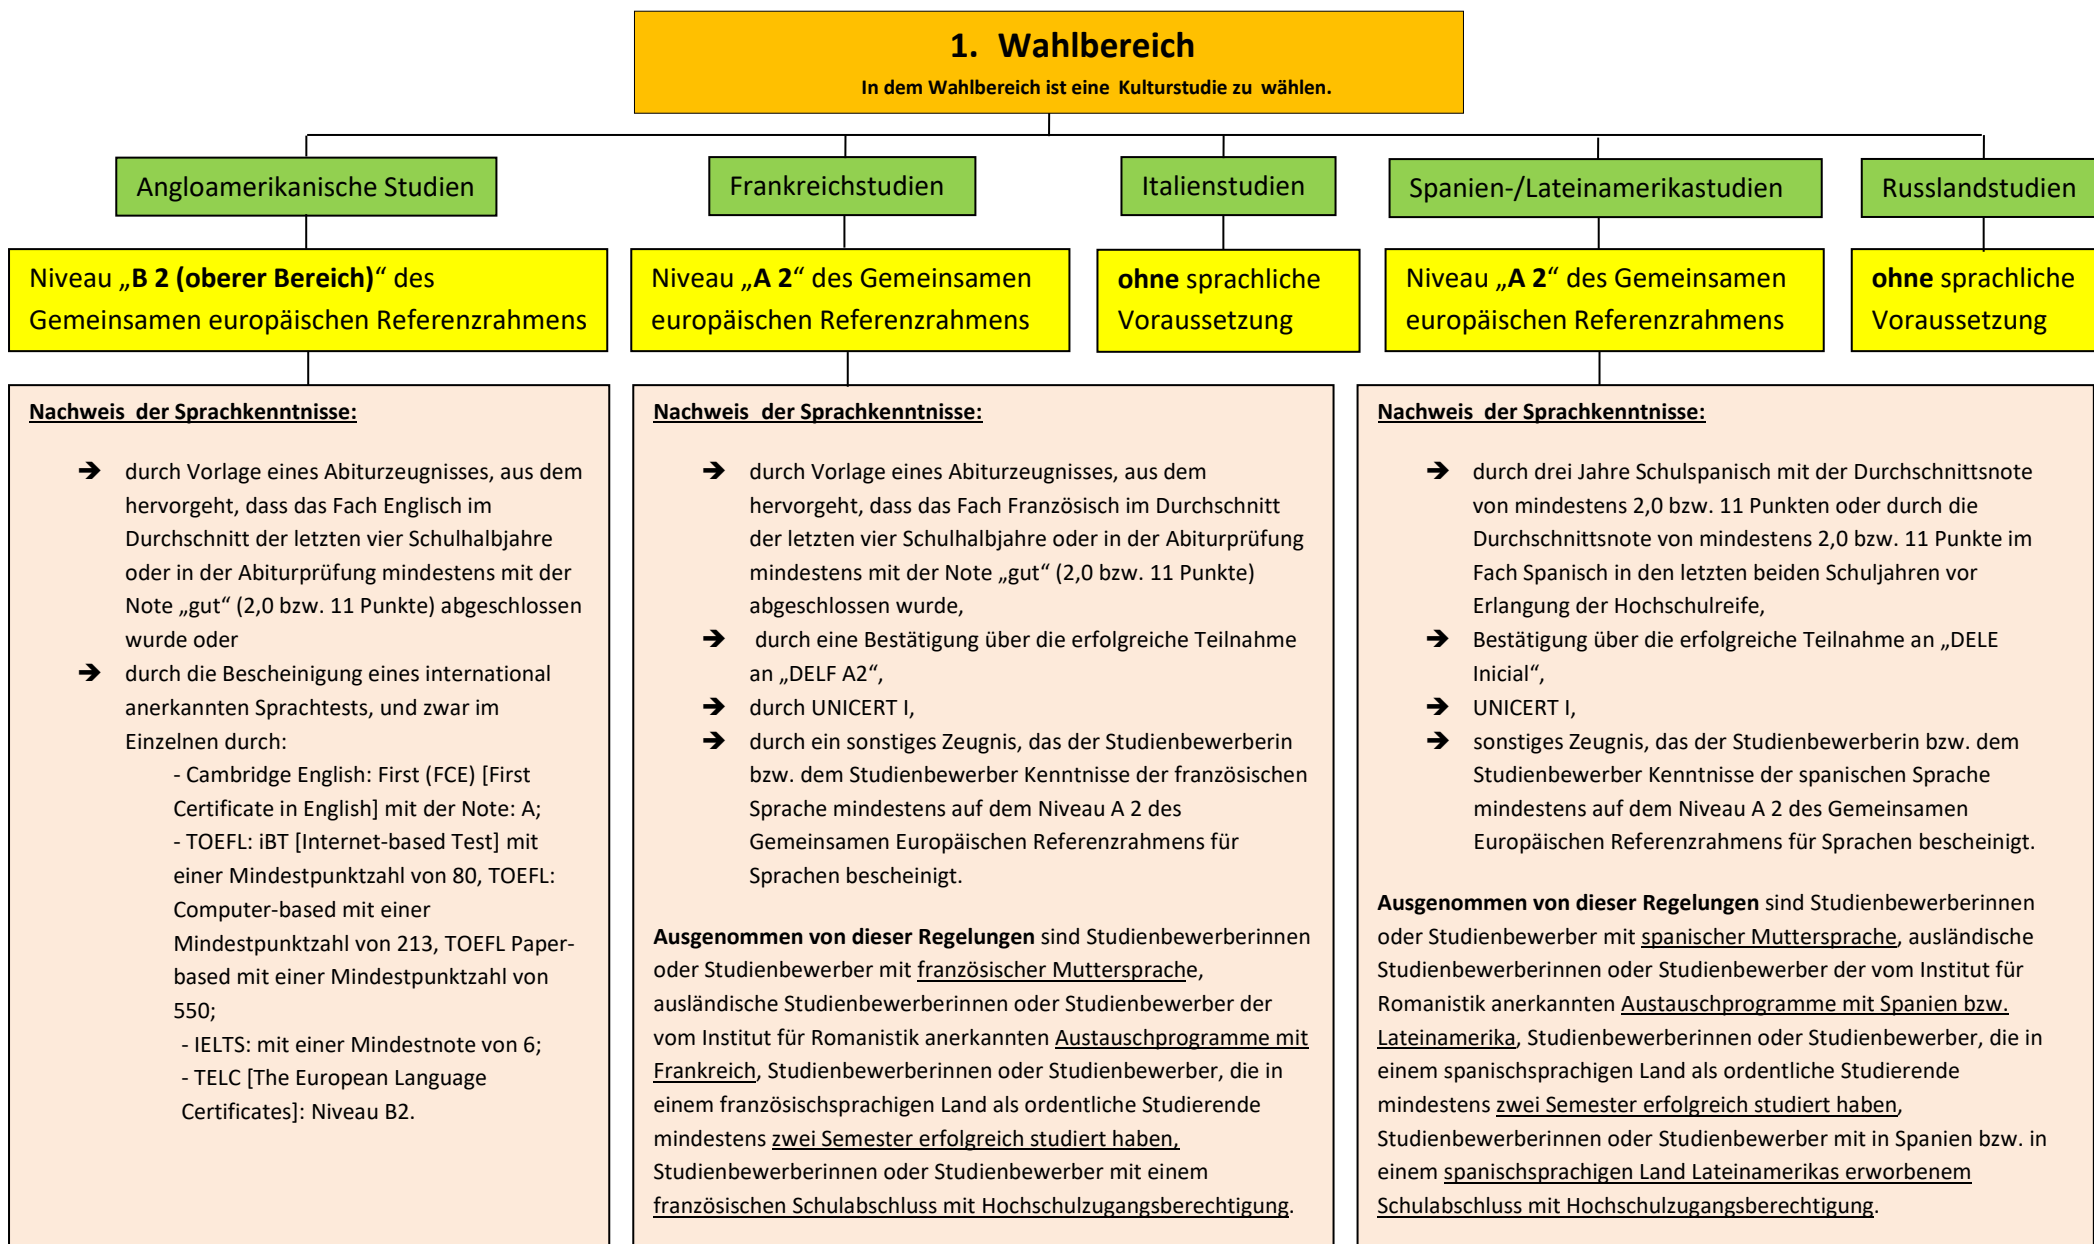 1. Wahlbereich
In dem Wahlbereich ist eine Kulturstudie zu wählen.
Angloamerikanische Studien
Frankreichstudien
Italienstudien
Spanien-/Lateinamerikastudien
Russlandstudien
Niveau „B 2 (oberer Bereich)“ des
Gemeinsamen europäischen Referenzrahmens
Niveau „A 2“ des Gemeinsamen
europäischen Referenzrahmens
ohne sprachliche
Voraussetzung
Niveau „A 2“ des Gemeinsamen
europäischen Referenzrahmens
ohne sprachliche
Voraussetzung
Nachweis der Sprachkenntnisse:
➔ durch Vorlage eines Abiturzeugnisses, aus dem
hervorgeht, dass das Fach Englisch im
Durchschnitt der letzten vier Schulhalbjahre
oder in der Abiturprüfung mindestens mit der
Note „gut“ (2,0 bzw. 11 Punkte) abgeschlossen
wurde oder
➔ durch die Bescheinigung eines international
anerkannten Sprachtests, und zwar im
Einzelnen durch:
- Cambridge English: First (FCE) [First
Certificate in English] mit der Note: A;
- TOEFL: iBT [Internet-based Test] mit
einer Mindestpunktzahl von 80, TOEFL:
Computer-based mit einer
Mindestpunktzahl von 213, TOEFL Paper-
based mit einer Mindestpunktzahl von
550;
- IELTS: mit einer Mindestnote von 6;
- TELC [The European Language
Certificates]: Niveau B2.
Nachweis der Sprachkenntnisse:
➔ durch Vorlage eines Abiturzeugnisses, aus dem
hervorgeht, dass das Fach Französisch im Durchschnitt
der letzten vier Schulhalbjahre oder in der Abiturprüfung
mindestens mit der Note „gut“ (2,0 bzw. 11 Punkte)
abgeschlossen wurde,
➔ durch eine Bestätigung über die erfolgreiche Teilnahme
an „DELF A2“,
➔ durch UNICERT I,
➔ durch ein sonstiges Zeugnis, das der Studienbewerberin
bzw. dem Studienbewerber Kenntnisse der französischen
Sprache mindestens auf dem Niveau A 2 des
Gemeinsamen Europäischen Referenzrahmens für
Sprachen bescheinigt.
Ausgenommen von dieser Regelungen sind Studienbewerberinnen
oder Studienbewerber mit französischer Muttersprache,
ausländische Studienbewerberinnen oder Studienbewerber der
vom Institut für Romanistik anerkannten Austauschprogramme mit
Frankreich, Studienbewerberinnen oder Studienbewerber, die in
einem französischsprachigen Land als ordentliche Studierende
mindestens zwei Semester erfolgreich studiert haben,
Studienbewerberinnen oder Studienbewerber mit einem
französischen Schulabschluss mit Hochschulzugangsberechtigung.
Nachweis der Sprachkenntnisse:
➔ durch drei Jahre Schulspanisch mit der Durchschnittsnote
von mindestens 2,0 bzw. 11 Punkten oder durch die
Durchschnittsnote von mindestens 2,0 bzw. 11 Punkte im
Fach Spanisch in den letzten beiden Schuljahren vor
Erlangung der Hochschulreife,
➔ Bestätigung über die erfolgreiche Teilnahme an „DELE
Inicial“,
➔ UNICERT I,
➔ sonstiges Zeugnis, das der Studienbewerberin bzw. dem
Studienbewerber Kenntnisse der spanischen Sprache
mindestens auf dem Niveau A 2 des Gemeinsamen
Europäischen Referenzrahmens für Sprachen bescheinigt.
Ausgenommen von dieser Regelungen sind Studienbewerberinnen
oder Studienbewerber mit spanischer Muttersprache, ausländische
Studienbewerberinnen oder Studienbewerber der vom Institut für
Romanistik anerkannten Austauschprogramme mit Spanien bzw.
Lateinamerika, Studienbewerberinnen oder Studienbewerber, die in
einem spanischsprachigen Land als ordentliche Studierende
mindestens zwei Semester erfolgreich studiert haben,
Studienbewerberinnen oder Studienbewerber mit in Spanien bzw. in
einem spanischsprachigen Land Lateinamerikas erworbenem
Schulabschluss mit Hochschulzugangsberechtigung.